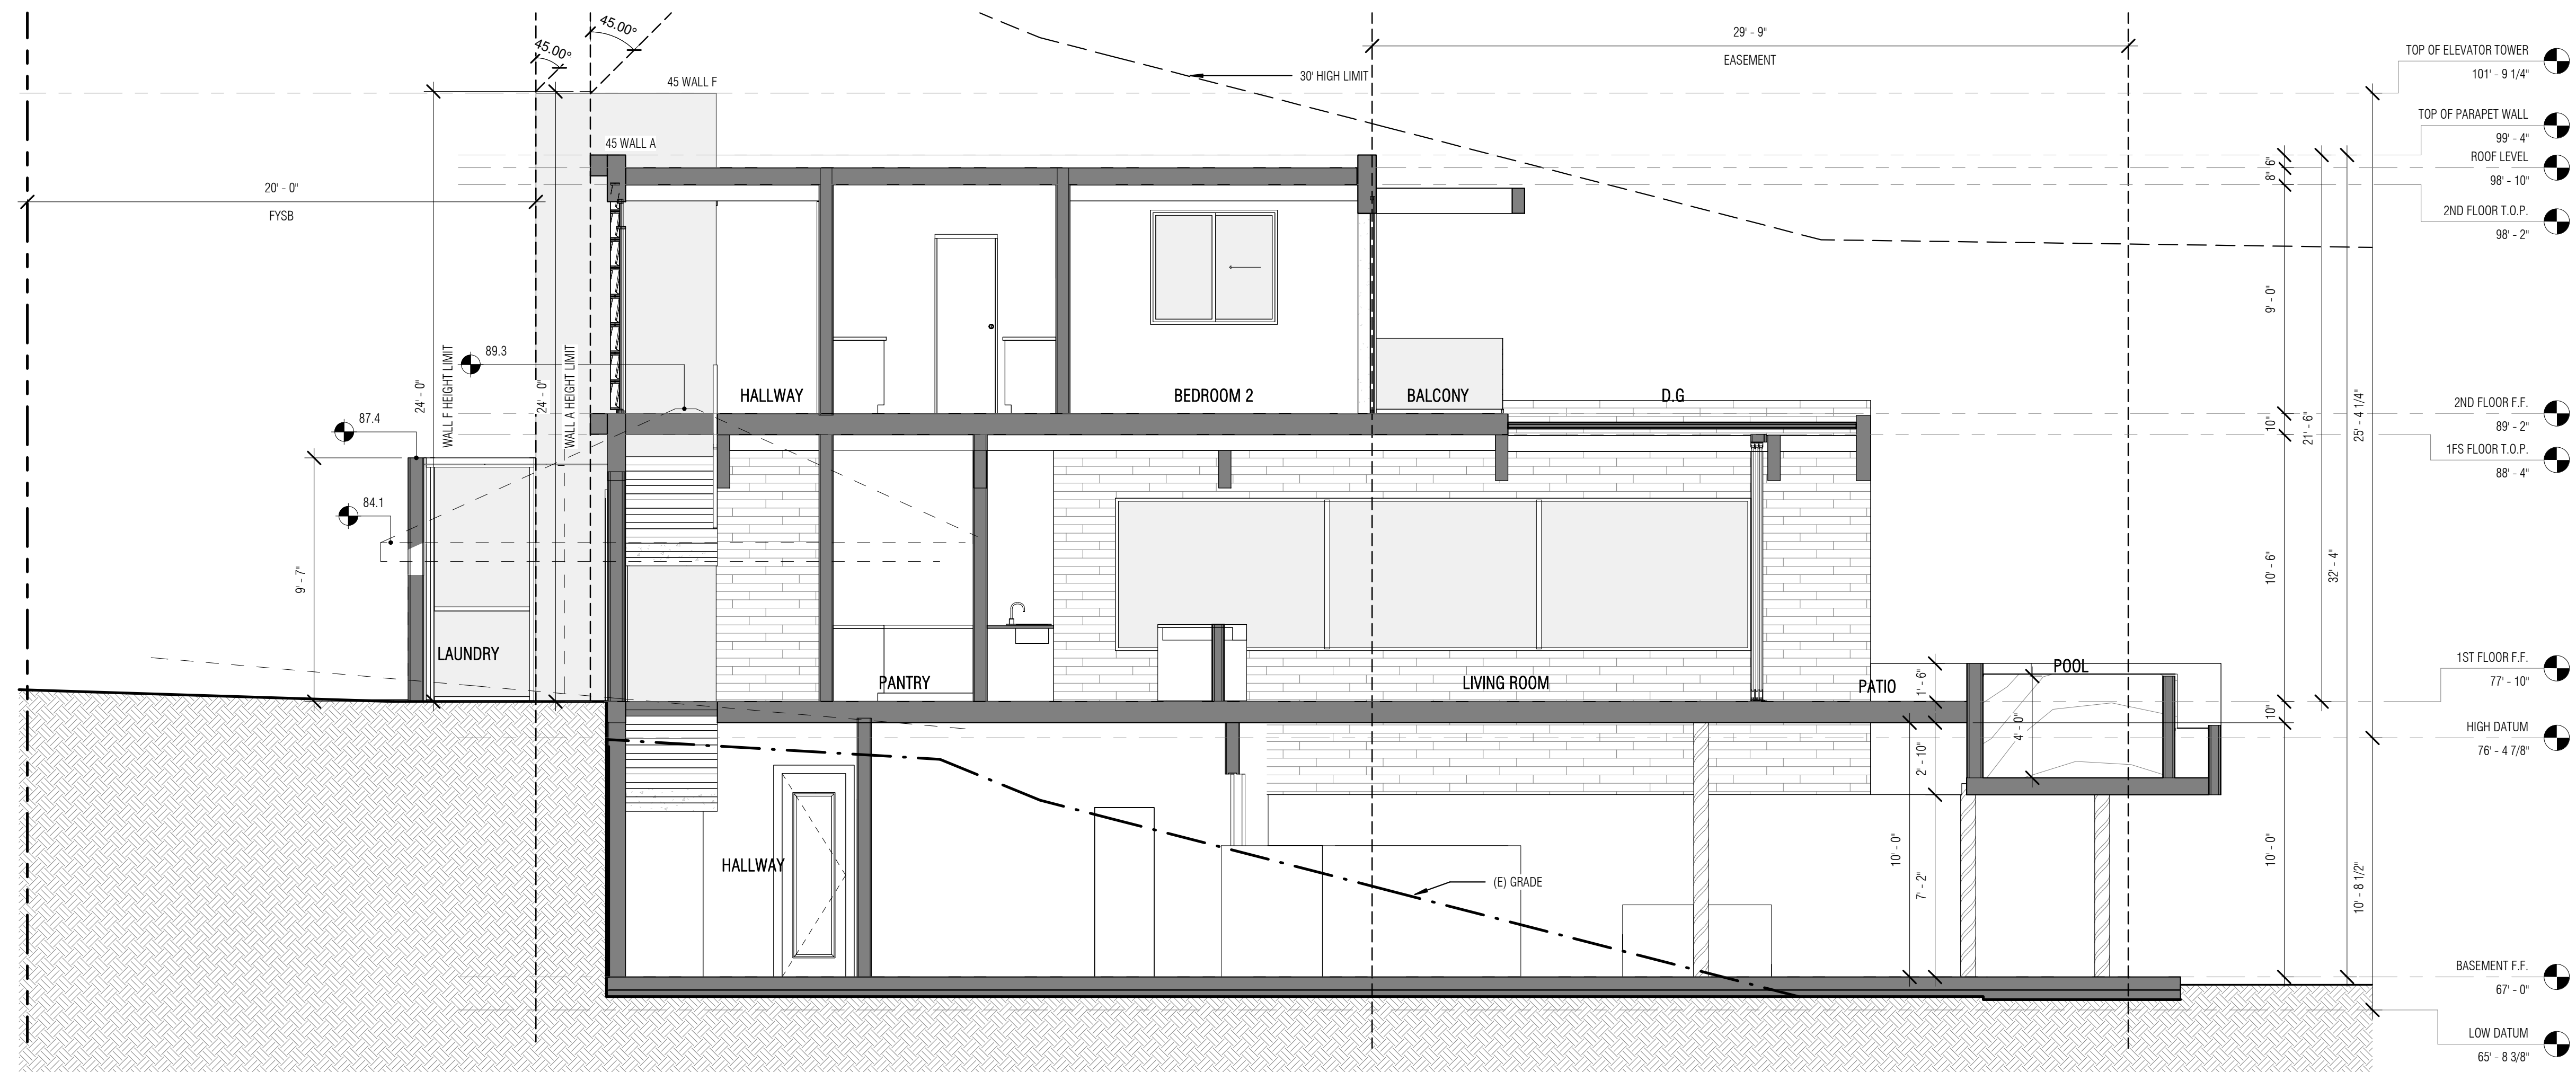 45.00°
45.00°
45 WALL F
45 WALL A
30' HIGH LIMIT
29' - 9"
EASEMENT
20' - 0"
FYSB
TOP OF ELEVATOR TOWER
101' - 9 1/4"
TOP OF PARAPET WALL
99' - 4"
ROOF LEVEL
98' - 10"
2ND FLOOR T.O.P.
98' - 2"
2ND FLOOR F.F.
89' - 2"
1FS FLOOR T.O.P.
88' - 4"
1ST FLOOR F.F.
77' - 10"
HIGH DATUM
76' - 4 7/8"
BASEMENT F.F.
67' - 0"
LOW DATUM
65' - 8 3/8"
6"
8"
9' - 0"
10"
10' - 6"
10"
10' - 0"
21' - 6"
32' - 4"
25' - 4 1/4"
10' - 8 1/2"
89.3
87.4
84.1
24' - 0"
WALL F HEIGHT LIMIT
24' - 0"
WALL A HEIGHT LIMIT
9' - 7"
HALLWAY
BEDROOM 2
BALCONY
D.G
LAUNDRY
PANTRY
LIVING ROOM
PATIO
POOL
1' - 6"
4' - 0"
2' - 10"
10' - 0"
7' - 2"
HALLWAY
(E) GRADE